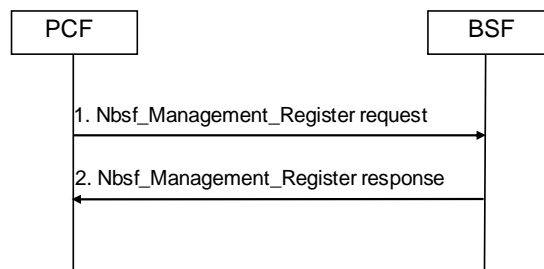 PCF
BSF
1. Nbsf_Management_Register request
2. Nbsf_Management_Register response